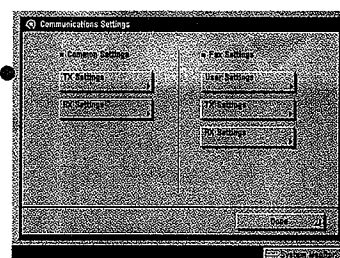 Communications Settings
Common Settings
TX Settings
RX Settings
Fax Settings
User Settings
TX Settings
RX Settings
Done
System Monitor